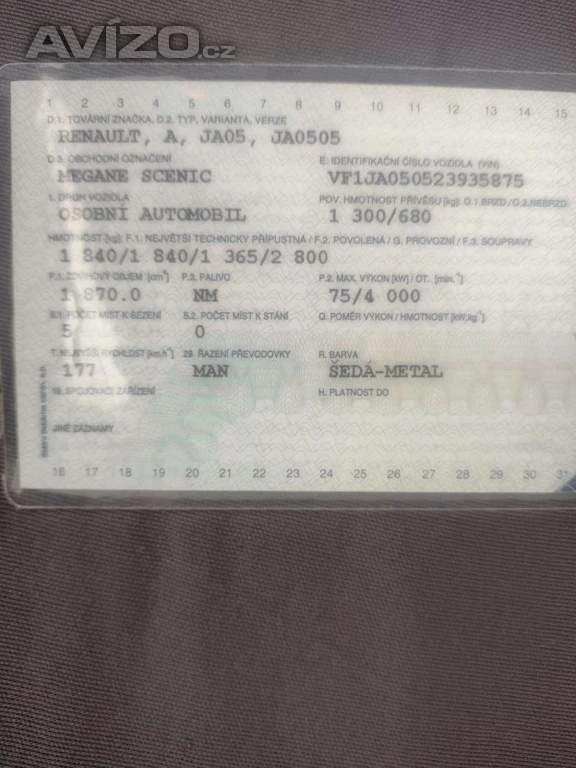 AVÍZO.cz
1 2 3 4 5 6 7 8 9 10 11 12 13 14 15
D.1. TOVÁRNÍ ZNAČKA, D.2. TYP, VARIANTA, VERZE
RENAULT, A, JA05, JA0505
D.3. OBCHODNÍ OZNAČENÍ E. IDENTIFIKAČNÍ ČÍSLO VOZIDLA (VIN)
MEGANE SCENIC VF1JA050523935875
1. DRUH VOZIDLA POV. HMOTNOST PŘÍVĚSU [kg]: O.1 BRZD./O.2 NEBRZD.
OSOBNÍ AUTOMOBIL 1 300/680
HMOTNOST [kg]: F.1. NEJVĚTŠÍ TECHNICKY PŘÍPUSTNÁ / F.2. POVOLENÁ / G. PROVOZNÍ / F.3. SOUPRAVY
1 840/1 840/1 365/2 800
P.1. ZDVIHOVÝ OBJEM [cm³] P.3. PALIVO P.2. MAX. VÝKON [kW] / OT. [min.⁻¹]
1 870.0 NM 75/4 000
S.1. POČET MÍST K SEZENÍ S.2. POČET MÍST K STÁNÍ Q. POMĚR VÝKON / HMOTNOST [kW.kg⁻¹]
5 0
T. NEJVYŠŠÍ RYCHLOST [km.h⁻¹] 29. ŘAZENÍ PŘEVODOVKY R. BARVA
177 MAN ŠEDÁ-METAL
18. SPOJOVACÍ ZAŘÍZENÍ H. PLATNOST DO
JINÉ ZÁZNAMY
16 17 18 19 20 21 22 23 24 25 26 27 28 29 30 31